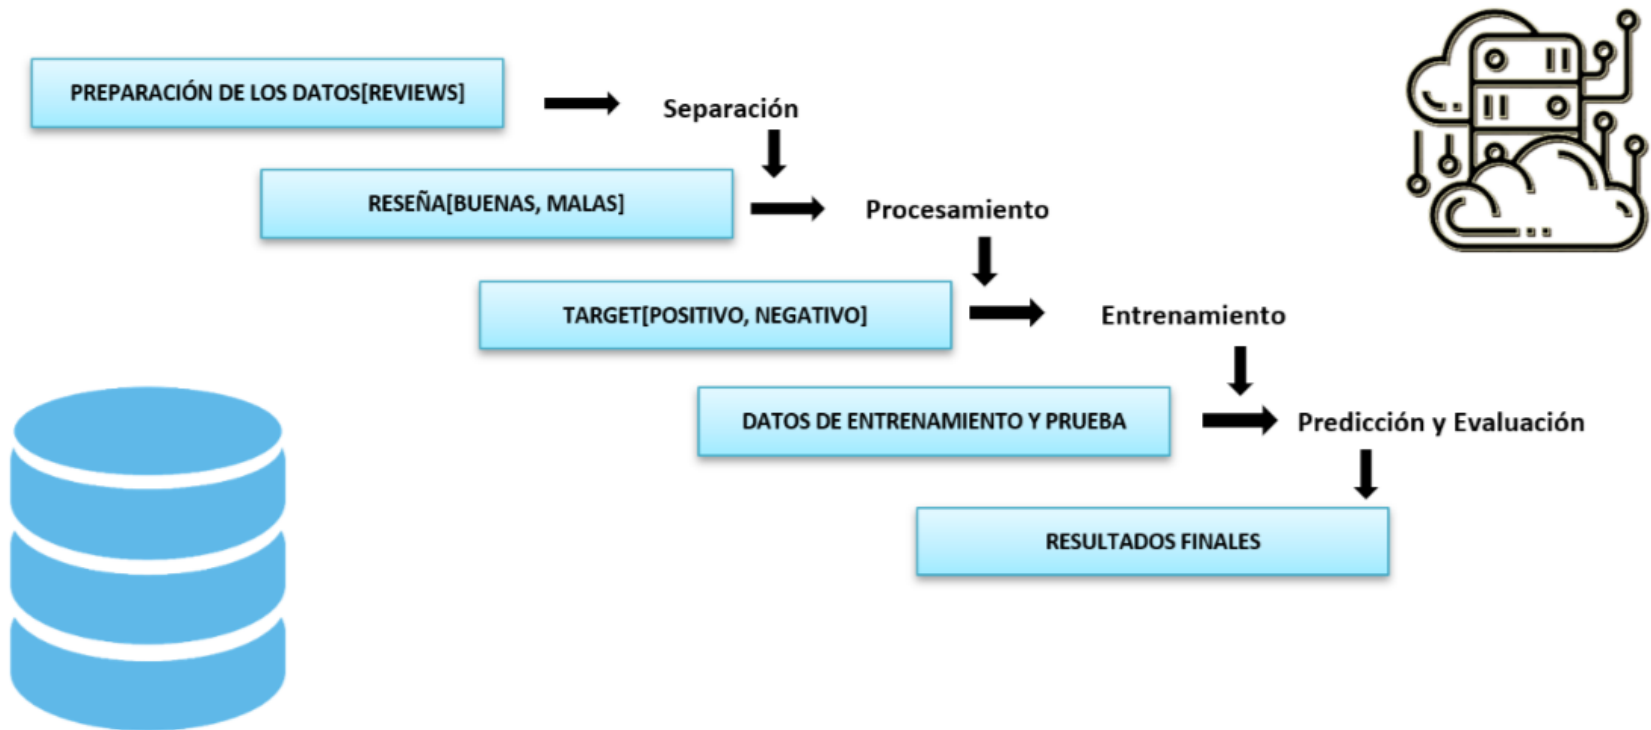 PREPARACIÓN DE LOS DATOS[REVIEWS]
Separación
RESEÑA[BUENAS, MALAS]
Procesamiento
TARGET[POSITIVO, NEGATIVO]
Entrenamiento
DATOS DE ENTRENAMIENTO Y PRUEBA
Predicción y Evaluación
RESULTADOS FINALES